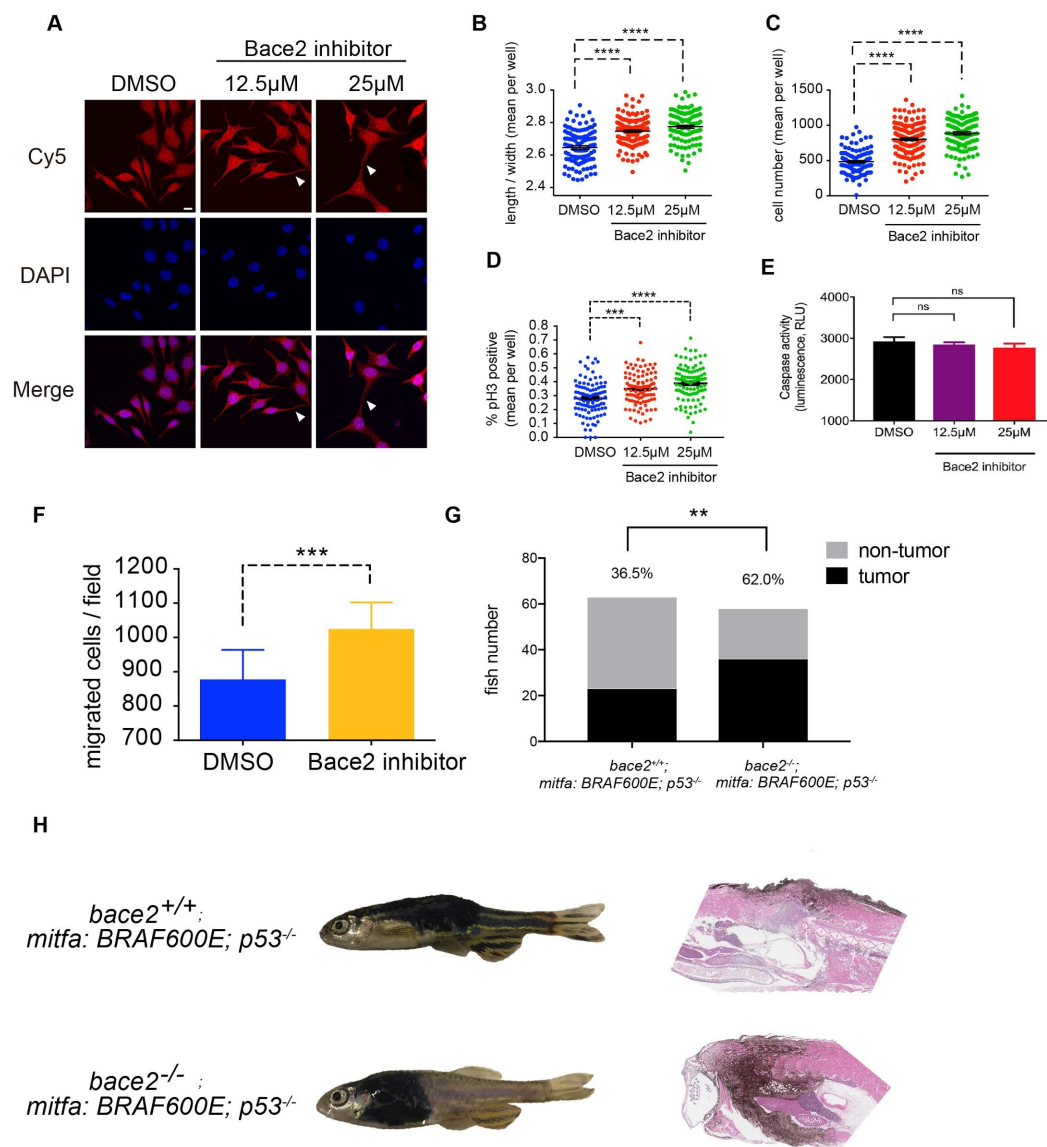 A
Bace2 inhibitor
DMSO
12.5µM
25µM
Cy5
DAPI
Merge
B
****
****
length / width (mean per well)
3.0
2.8
2.6
2.4
DMSO
12.5µM
25µM
Bace2 inhibitor
C
****
****
cell number (mean per well)
2000
1500
1000
500
0
DMSO
12.5µM
25µM
Bace2 inhibitor
D
****
***
% pH3 positive
(mean per well)
0.8
0.7
0.6
0.5
0.4
0.3
0.2
0.1
0.0
DMSO
12.5µM
25µM
Bace2 inhibitor
E
ns
ns
Caspase activity
(luminescence, RLU)
4000
3000
2000
1000
DMSO
12.5µM
25µM
Bace2 inhibitor
F
***
migrated cells / field
1200
1100
1000
900
800
700
DMSO
Bace2 inhibitor
G
**
non-tumor
tumor
36.5%
62.0%
fish number
80
60
40
20
0
bace2+/+;
mitfa: BRAF600E; p53-/-
bace2-/-;
mitfa: BRAF600E; p53-/-
H
bace2+/+;
mitfa: BRAF600E; p53-/-
bace2-/- ;
mitfa: BRAF600E; p53-/-